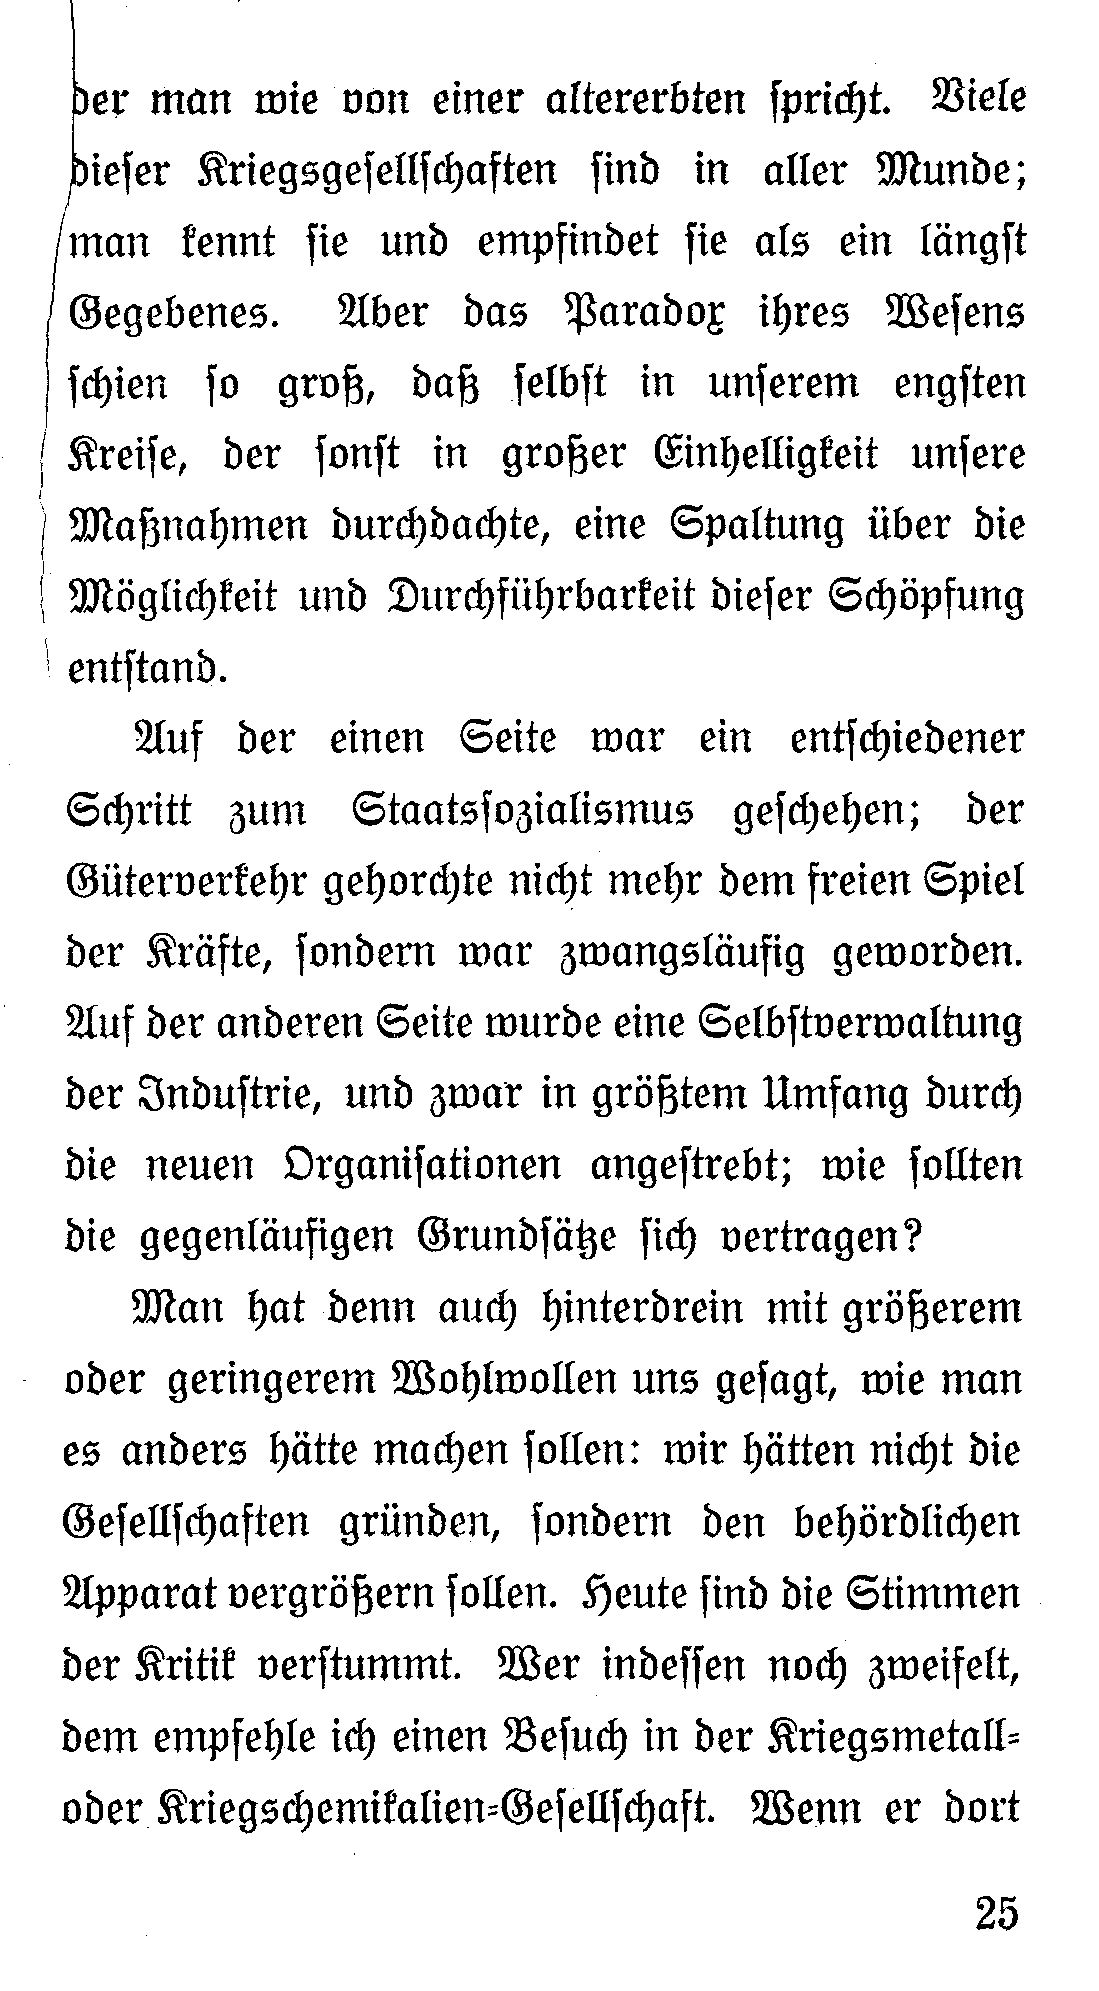 der man wie von einer altererbten spricht. Viele
dieser Kriegsgesellschaften sind in aller Munde;
man kennt sie und empfindet sie als ein längst
Gegebenes. Aber das Paradox ihres Wesens
schien so groß, daß selbst in unserem engsten
Kreise, der sonst in großer Einhelligkeit unsere
Maßnahmen durchdachte, eine Spaltung über die
Möglichkeit und Durchführbarkeit dieser Schöpfung
entstand.
Auf der einen Seite war ein entschiedener
Schritt zum Staatssozialismus geschehen; der
Güterverkehr gehorchte nicht mehr dem freien Spiel
der Kräfte, sondern war zwangsläufig geworden.
Auf der anderen Seite wurde eine Selbstverwaltung
der Industrie, und zwar in größtem Umfang durch
die neuen Organisationen angestrebt; wie sollten
die gegenläufigen Grundsätze sich vertragen?
Man hat denn auch hinterdrein mit größerem
oder geringerem Wohlwollen uns gesagt, wie man
es anders hätte machen sollen: wir hätten nicht die
Gesellschaften gründen, sondern den behördlichen
Apparat vergrößern sollen. Heute sind die Stimmen
der Kritik verstummt. Wer indessen noch zweifelt,
dem empfehle ich einen Besuch in der Kriegsmetall-
oder Kriegschemikalien-Gesellschaft. Wenn er dort
25